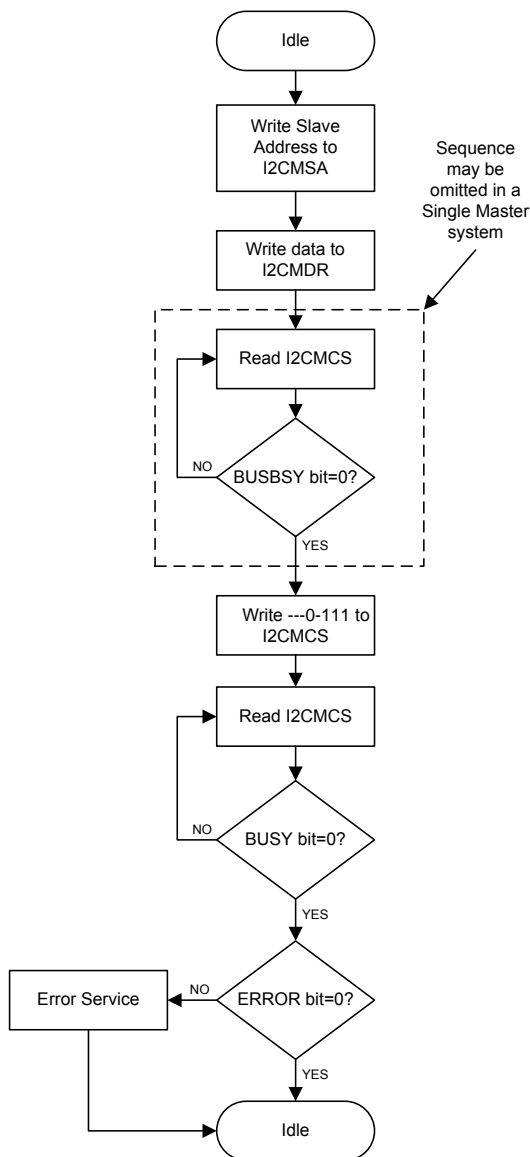 Idle
Write Slave
Address to
I2CMSA
Sequence
may be
omitted in a
Single Master
system
Write data to
I2CMDR
Read I2CMCS
NO
BUSBSY bit=0?
YES
Write ---0-111 to
I2CMCS
Read I2CMCS
NO
BUSY bit=0?
YES
Error Service
NO
ERROR bit=0?
YES
Idle